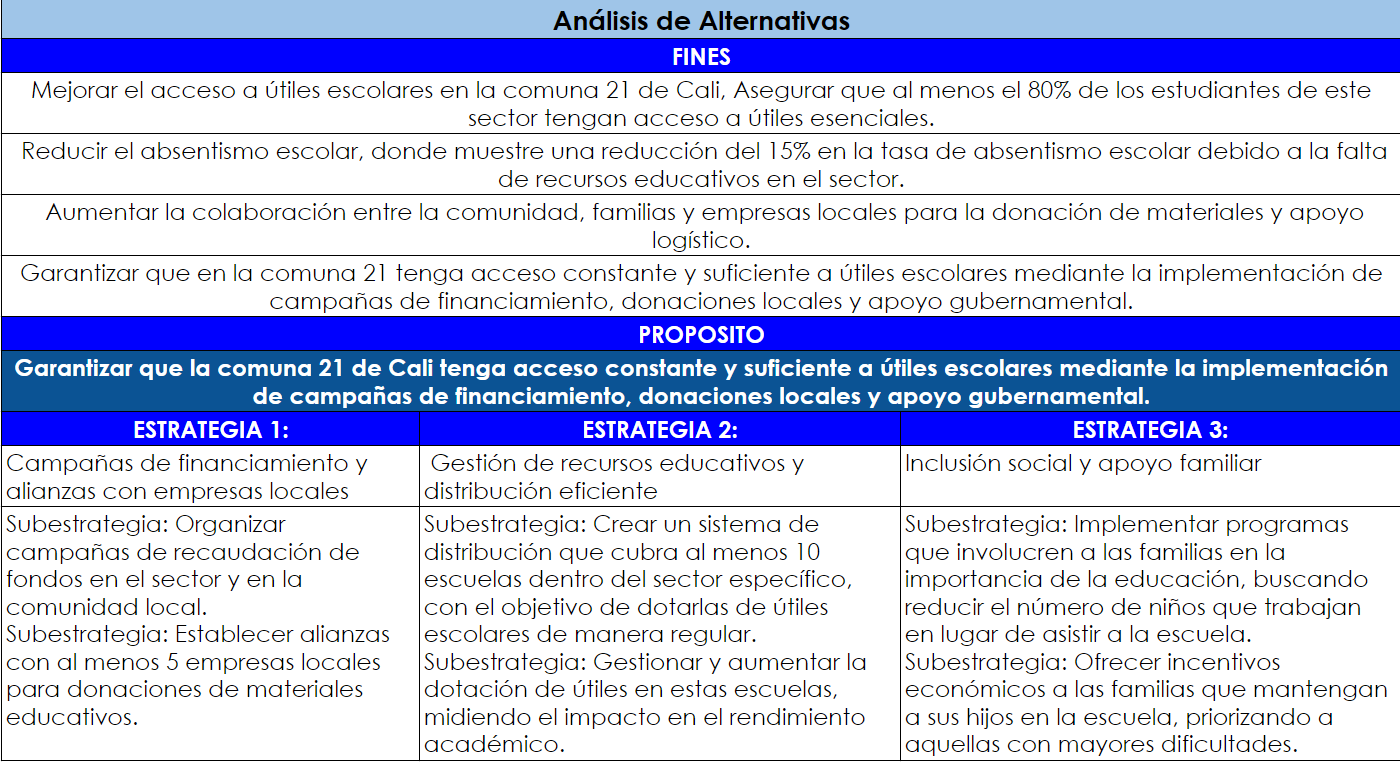 Análisis de Alternativas
FINES
Mejorar el acceso a útiles escolares en la comuna 21 de Cali, Asegurar que al menos el 80% de los estudiantes de este
sector tengan acceso a útiles esenciales.
Reducir el absentismo escolar, donde muestre una reducción del 15% en la tasa de absentismo escolar debido a la falta
de recursos educativos en el sector.
Aumentar la colaboración entre la comunidad, familias y empresas locales para la donación de materiales y apoyo
logístico.
Garantizar que en la comuna 21 tenga acceso constante y suficiente a útiles escolares mediante la implementación de
campañas de financiamiento, donaciones locales y apoyo gubernamental.
PROPOSITO
Garantizar que la comuna 21 de Cali tenga acceso constante y suficiente a útiles escolares mediante la implementación
de campañas de financiamiento, donaciones locales y apoyo gubernamental.
ESTRATEGIA 1:
Campañas de financiamiento y
alianzas con empresas locales
Subestrategia: Organizar
campañas de recaudación de
fondos en el sector y en la
comunidad local.
Subestrategia: Establecer alianzas
con al menos 5 empresas locales
para donaciones de materiales
educativos.
ESTRATEGIA 2:
Gestión de recursos educativos y
distribución eficiente
Subestrategia: Crear un sistema de
distribución que cubra al menos 10
escuelas dentro del sector específico,
con el objetivo de dotarlas de útiles
escolares de manera regular.
Subestrategia: Gestionar y aumentar la
dotación de útiles en estas escuelas,
midiendo el impacto en el rendimiento
académico.
ESTRATEGIA 3:
Inclusión social y apoyo familiar
Subestrategia: Implementar programas
que involucren a las familias en la
importancia de la educación, buscando
reducir el número de niños que trabajan
en lugar de asistir a la escuela.
Subestrategia: Ofrecer incentivos
económicos a las familias que mantengan
a sus hijos en la escuela, priorizando a
aquellas con mayores dificultades.